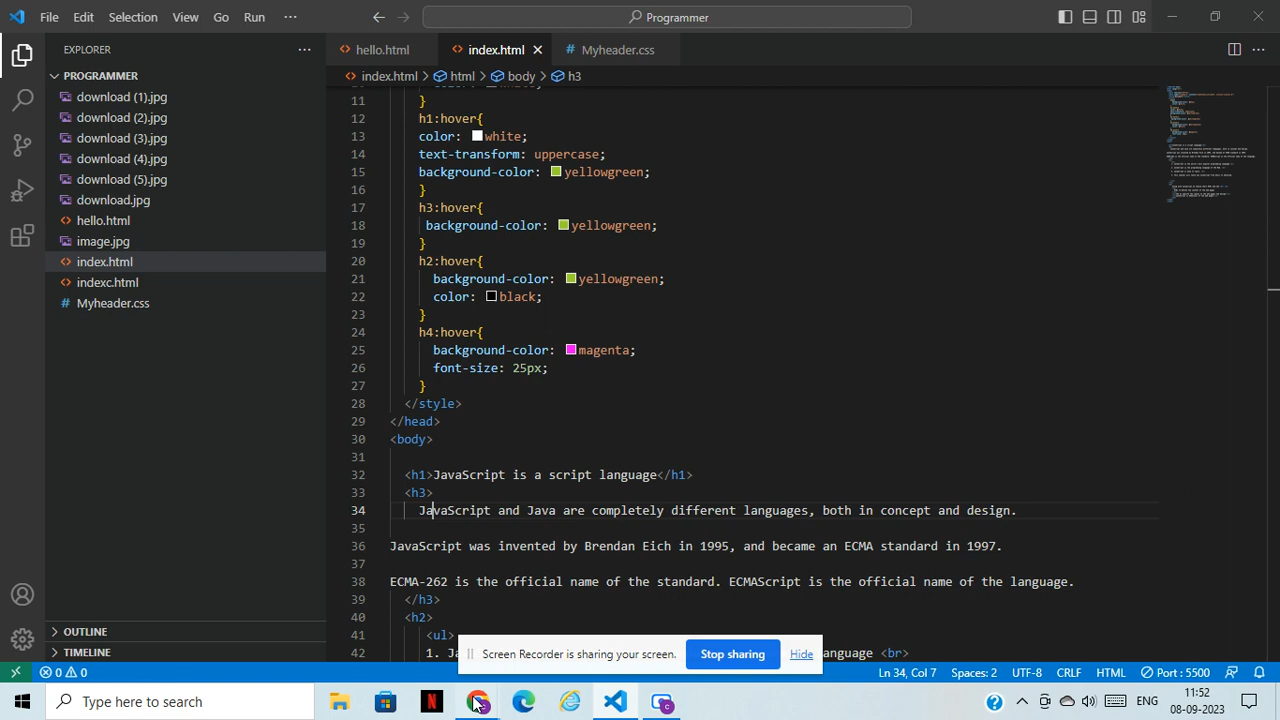 File Edit Selection View Go Run ··· Programmer
EXPLORER ···
hello.html index.html Myheader.css ···
PROGRAMMER
index.html > html > body > h3
download (1).jpg
download (2).jpg
download (3).jpg
download (4).jpg
download (5).jpg
download.jpg
hello.html
image.jpg
index.html
indexc.html
Myheader.css
OUTLINE
TIMELINE
11 }
12 h1:hover{
13 color: white;
14 text-transform: uppercase;
15 background-color: yellowgreen;
16 }
17 h3:hover{
18 background-color: yellowgreen;
19 }
20 h2:hover{
21 background-color: yellowgreen;
22 color: black;
23 }
24 h4:hover{
25 background-color: magenta;
26 font-size: 25px;
27 }
28 </style>
29 </head>
30 <body>
31
32 <h1>JavaScript is a script language</h1>
33 <h3>
34 JavaScript and Java are completely different languages, both in concept and design.
35
36 JavaScript was invented by Brendan Eich in 1995, and became an ECMA standard in 1997.
37
38 ECMA-262 is the official name of the standard. ECMAScript is the official name of the language.
39 </h3>
40 <h2>
41 <ul>
42 1. Ja
Screen Recorder is sharing your screen. Stop sharing Hide
language <br>
0 0 Ln 34, Col 7 Spaces: 2 UTF-8 CRLF HTML Port : 5500
Type here to search
11:52
08-09-2023